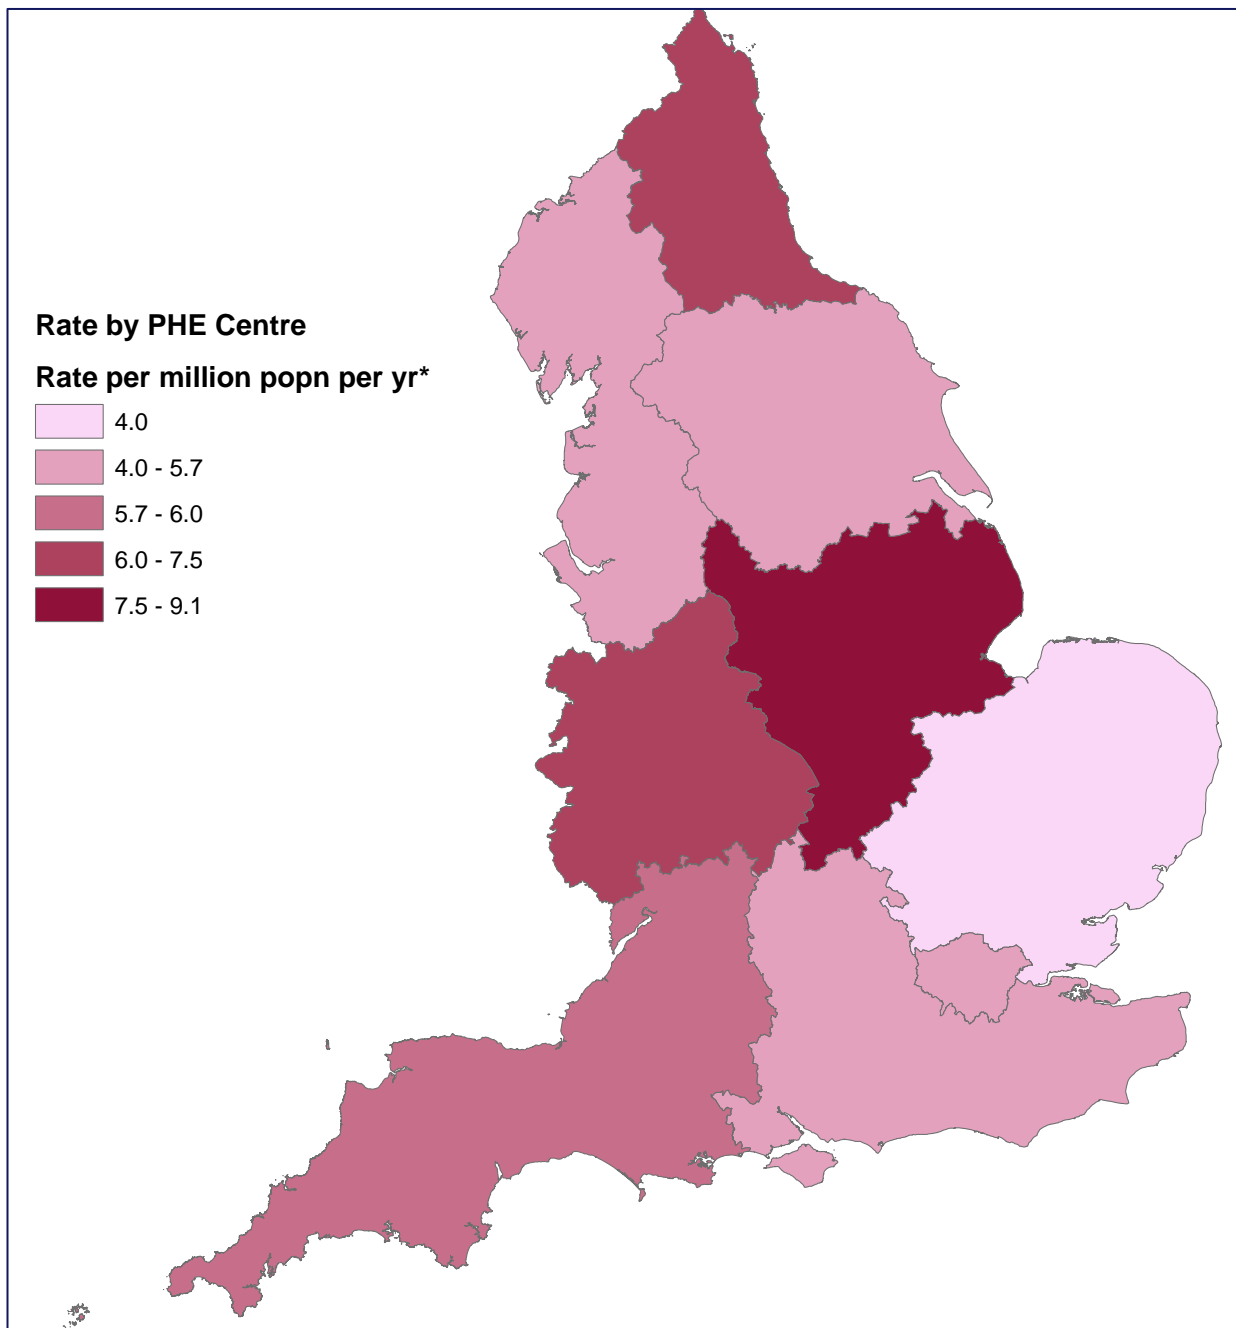 Rate by PHE Centre
Rate per million popn per yr*
4.0
4.0 - 5.7
5.7 - 6.0
6.0 - 7.5
7.5 - 9.1